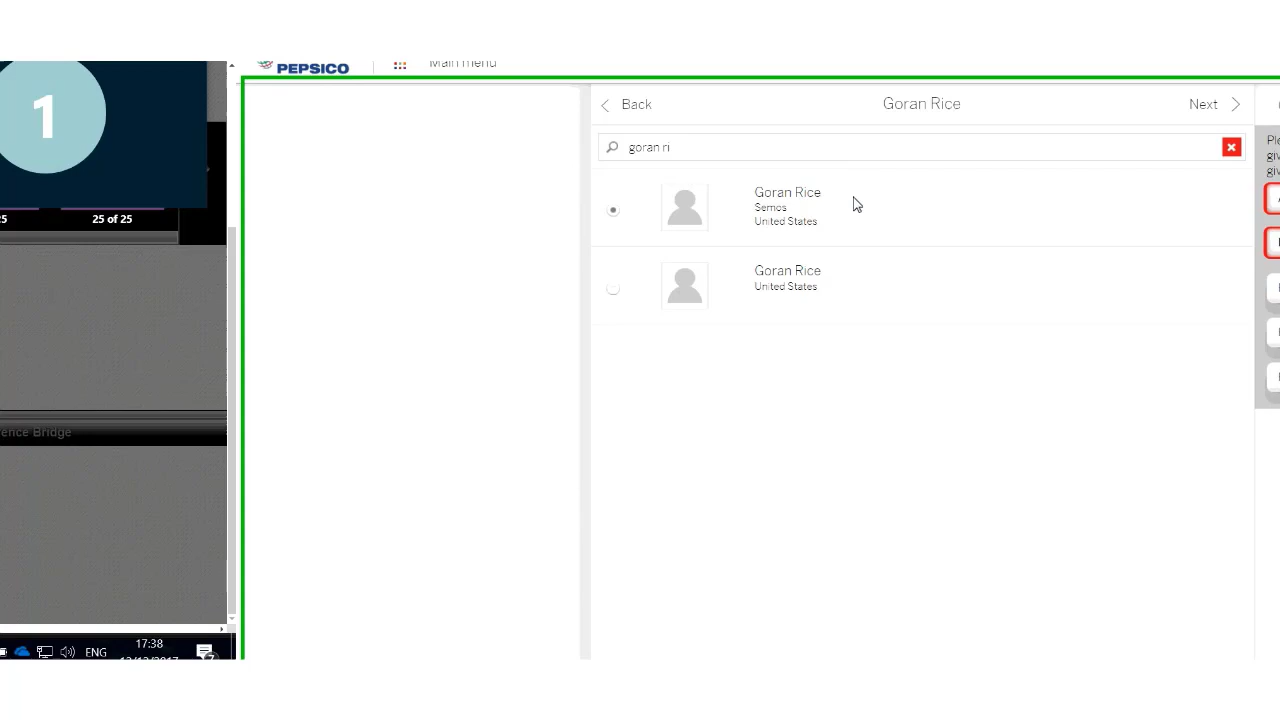 PEPSICO
Main menu
1
25 of 25
Back
Goran Rice
Next
goran ri
Goran Rice
Semos
United States
Goran Rice
United States
ence Bridge
17:38
ENG